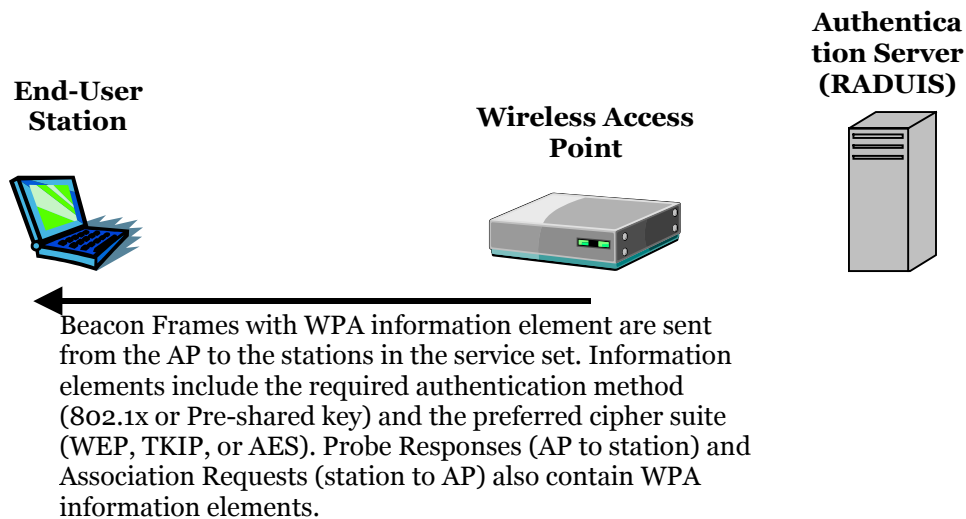 Authentica
tion Server
(RADUIS)
End-User
Station
Wireless Access
Point
Beacon Frames with WPA information element are sent
from the AP to the stations in the service set. Information
elements include the required authentication method
(802.1x or Pre-shared key) and the preferred cipher suite
(WEP, TKIP, or AES). Probe Responses (AP to station) and
Association Requests (station to AP) also contain WPA
information elements.